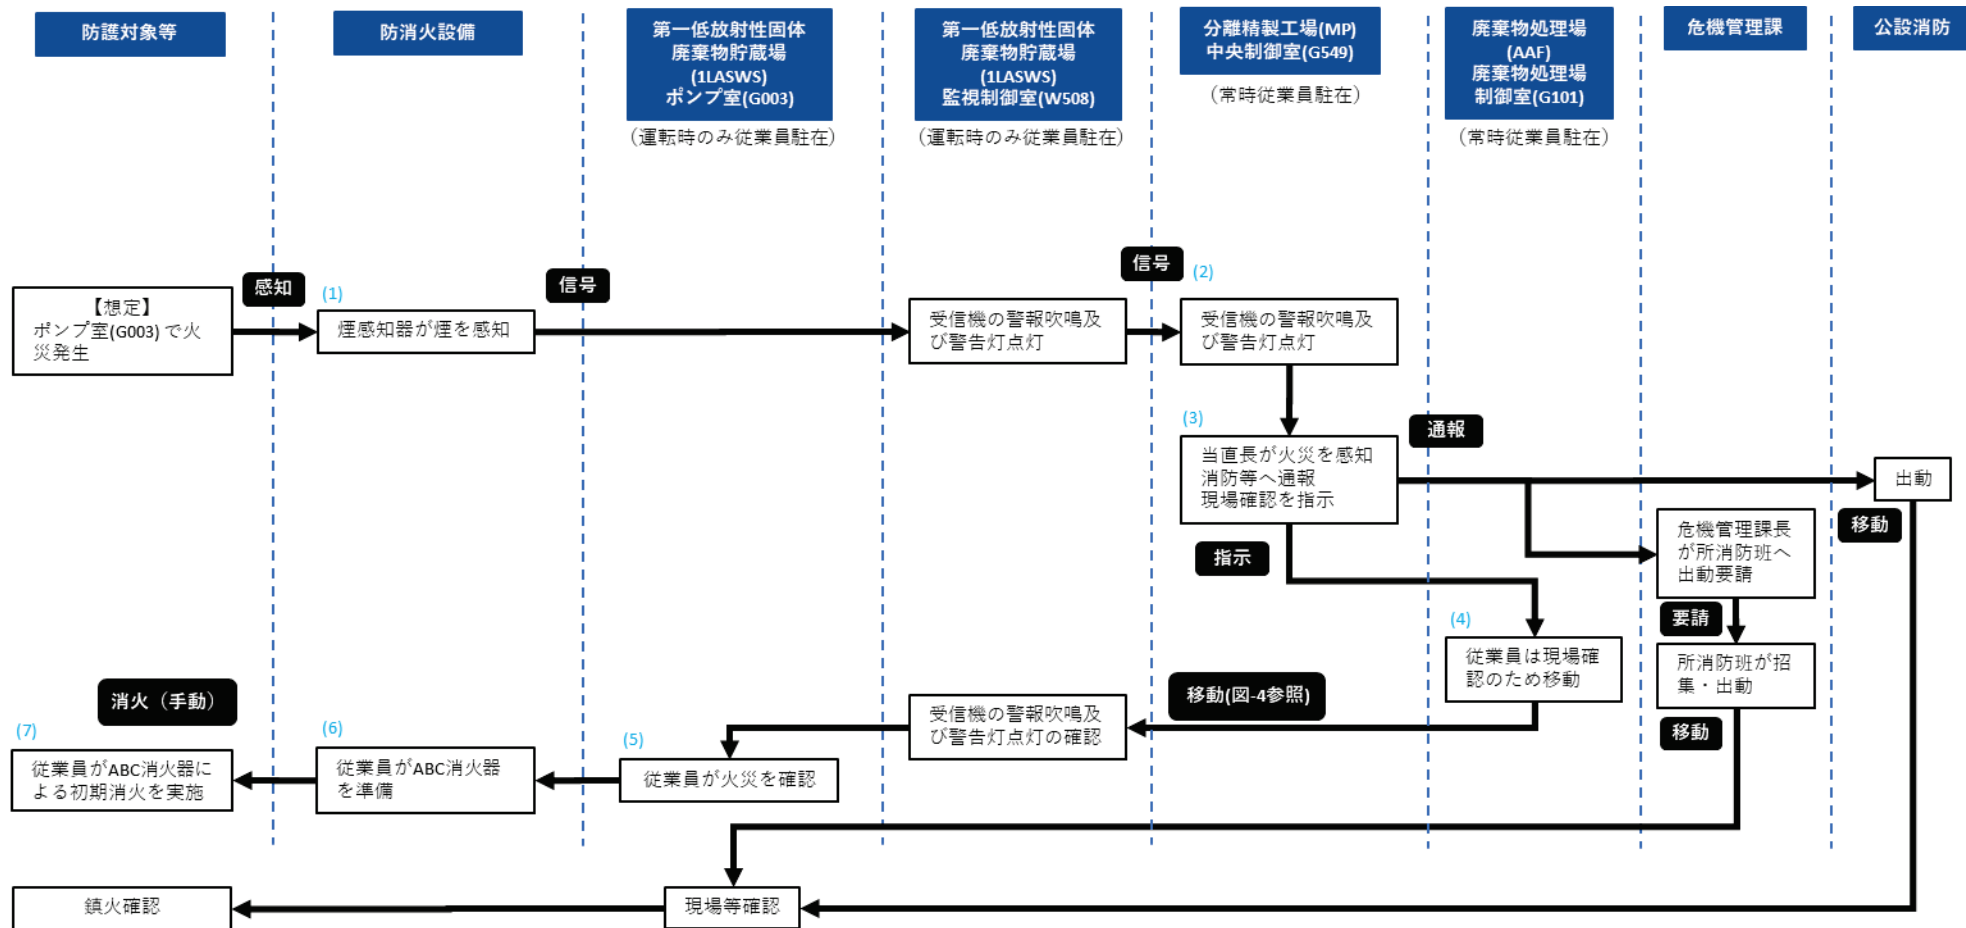 防護対象等
防消火設備
第一低放射性固体
廃棄物貯蔵場
(1LASWS)
ポンプ室(G003)
(運転時のみ従業員駐在)
第一低放射性固体
廃棄物貯蔵場
(1LASWS)
監視制御室(W508)
(運転時のみ従業員駐在)
分離精製工場(MP)
中央制御室(G549)
(常時従業員駐在)
廃棄物処理場
(AAF)
廃棄物処理場
制御室(G101)
(常時従業員駐在)
危機管理課
公設消防
【想定】
ポンプ室(G003) で火
災発生
感知
(1)
煙感知器が煙を感知
信号
受信機の警報吹鳴及
び警告灯点灯
信号
(2)
受信機の警報吹鳴及
び警告灯点灯
(3)
当直長が火災を感知
消防等へ通報
現場確認を指示
通報
出動
移動
危機管理課長
が所消防班へ
出動要請
指示
要請
(4)
従業員は現場確
認のため移動
所消防班が招
集・出動
移動
移動(図-4参照)
受信機の警報吹鳴及
び警告灯点灯の確認
(5)
従業員が火災を確認
(6)
従業員がABC消火器
を準備
消火（手動）
(7)
従業員がABC消火器に
よる初期消火を実施
現場等確認
鎮火確認